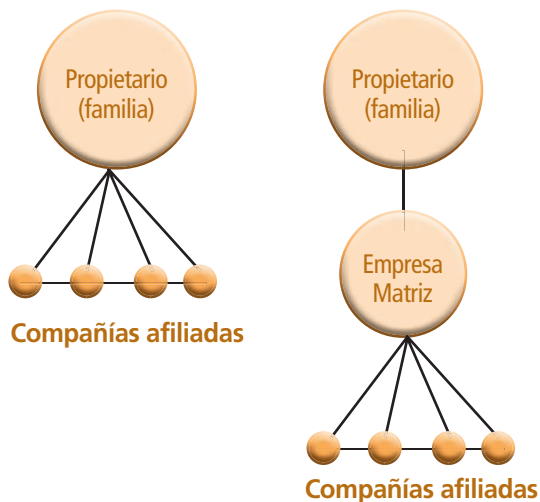 Propietario
(familia)
Compañías afiliadas
Propietario
(familia)
Empresa
Matriz
Compañías afiliadas